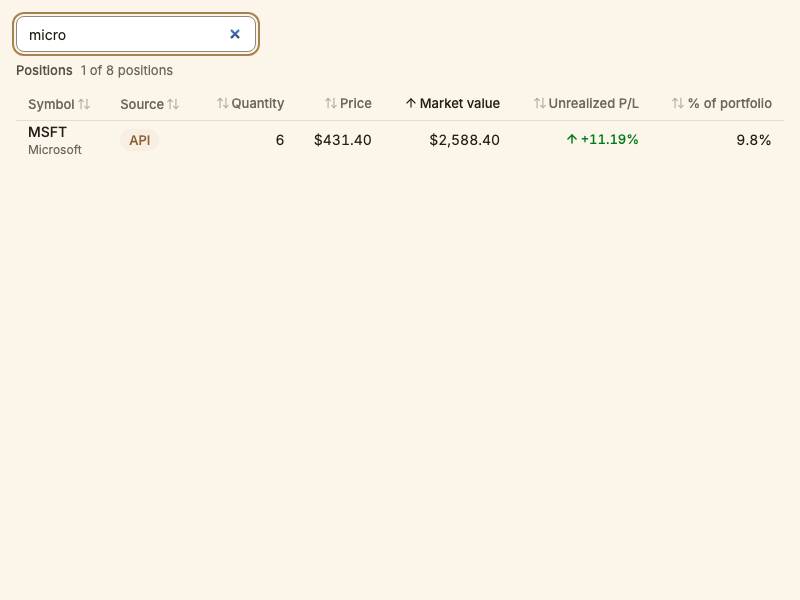 micro
Positions 1 of 8 positions
Symbol Source Quantity Price Market value Unrealized P/L % of portfolio
MSFT
Microsoft
API 6 $431.40 $2,588.40 +11.19% 9.8%